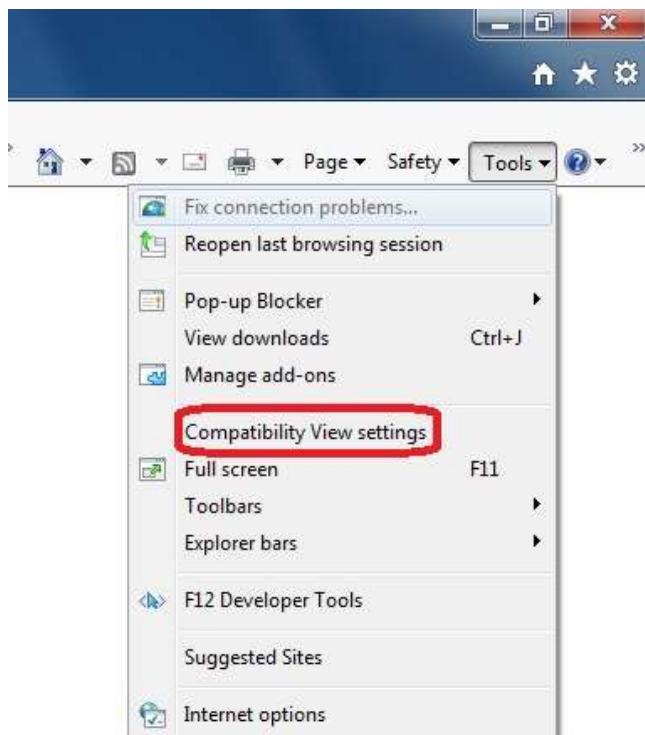 Page Safety Tools
Fix connection problems...
Reopen last browsing session
Pop-up Blocker
View downloads Ctrl+J
Manage add-ons
Compatibility View settings
Full screen F11
Toolbars
Explorer bars
F12 Developer Tools
Suggested Sites
Internet options